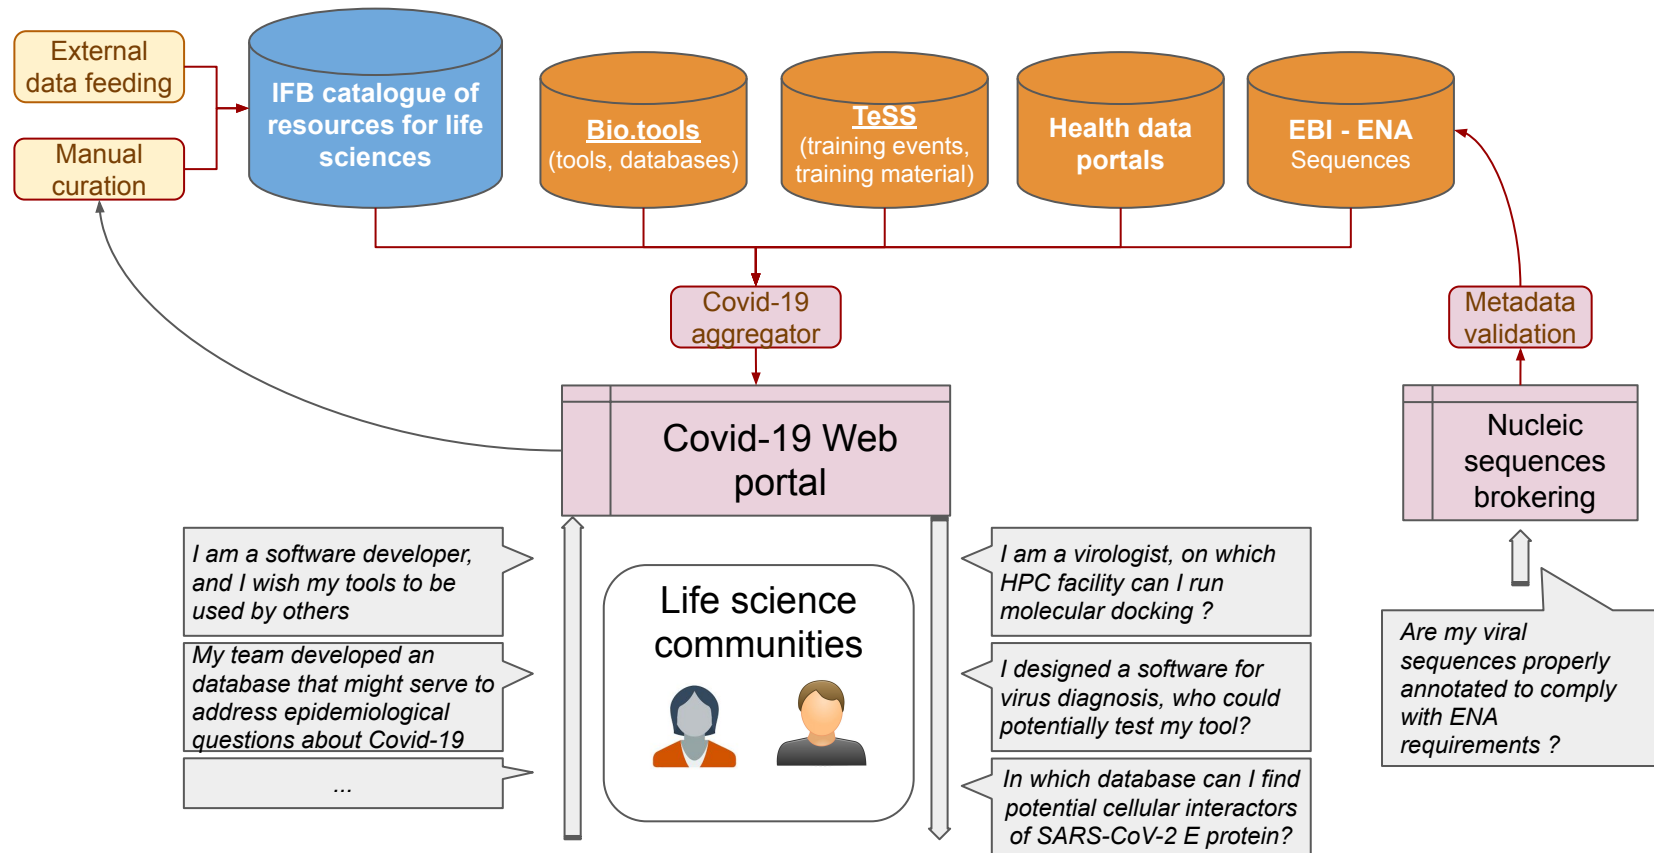 External
data feeding
Manual
curation
IFB catalogue of
resources for life
sciences
Bio.tools
(tools, databases)
TeSS
(training events,
training material)
Health data
portals
EBI - ENA
Sequences
Covid-19
aggregator
Metadata
validation
Covid-19 Web
portal
Nucleic
sequences
brokering
I am a software developer,
and I wish my tools to be
used by others
My team developed an
database that might serve to
address epidemiological
questions about Covid-19
...
Life science
communities
I am a virologist, on which
HPC facility can I run
molecular docking ?
I designed a software for
virus diagnosis, who could
potentially test my tool?
In which database can I find
potential cellular interactors
of SARS-CoV-2 E protein?
Are my viral
sequences properly
annotated to comply
with ENA
requirements ?